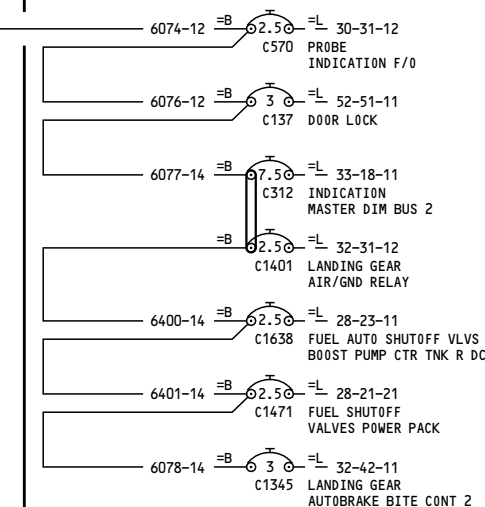 6074-12 =B 2.5 =L 30-31-12
C570 PROBE
INDICATION F/O
6076-12 =B 3 =L 52-51-11
C137 DOOR LOCK
6077-14 =B 7.5 =L 33-18-11
C312 INDICATION
MASTER DIM BUS 2
=B 2.5 =L 32-31-12
C1401 LANDING GEAR
AIR/GND RELAY
6400-14 =B 2.5 =L 28-23-11
C1638 FUEL AUTO SHUTOFF VLVS
BOOST PUMP CTR TNK R DC
6401-14 =B 2.5 =L 28-21-21
C1471 FUEL SHUTOFF
VALVES POWER PACK
6078-14 =B 3 =L 32-42-11
C1345 LANDING GEAR
AUTOBRAKE BITE CONT 2